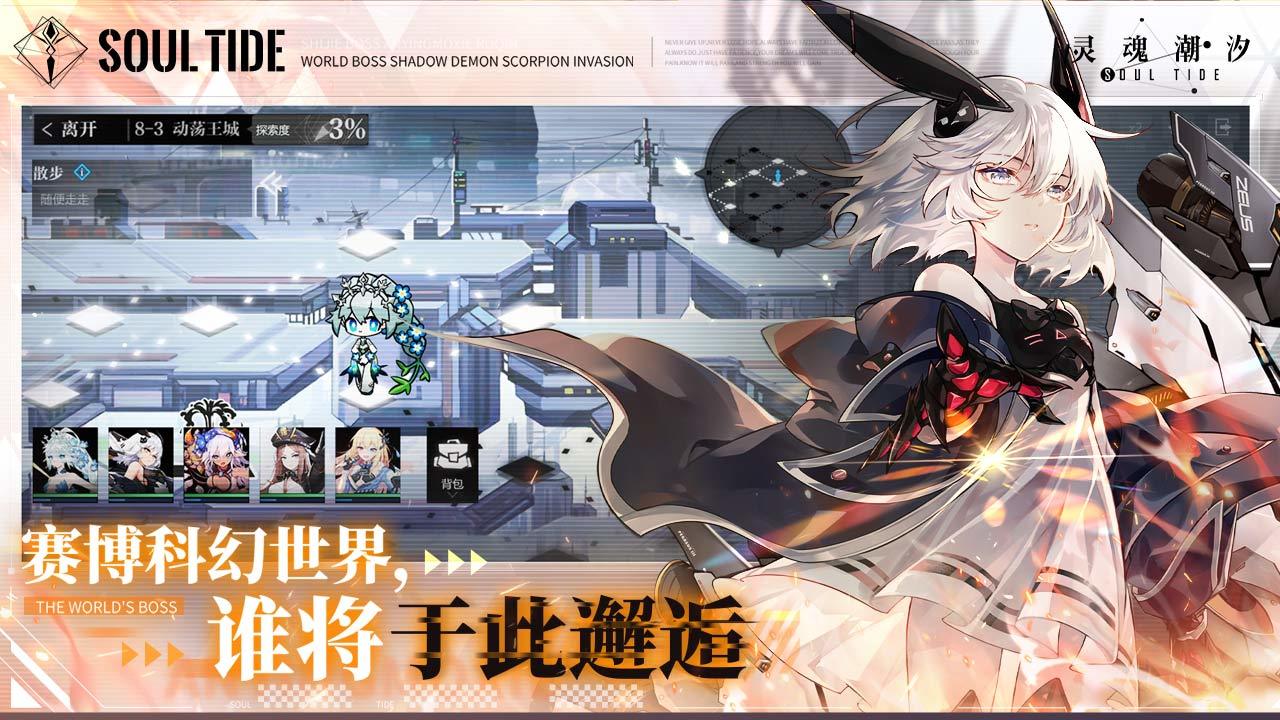 SOUL TIDE
WORLD BOSS SHADOW DEMON SCORPION INVASION
灵魂潮汐
SOUL TIDE
< 离开
8-3 动荡王城
探索度
3%
散步
随便走走
ZEUS
背包
赛博科幻世界,
THE WORLD'S BOSS
谁将于此邂逅
SOUL
TIDE